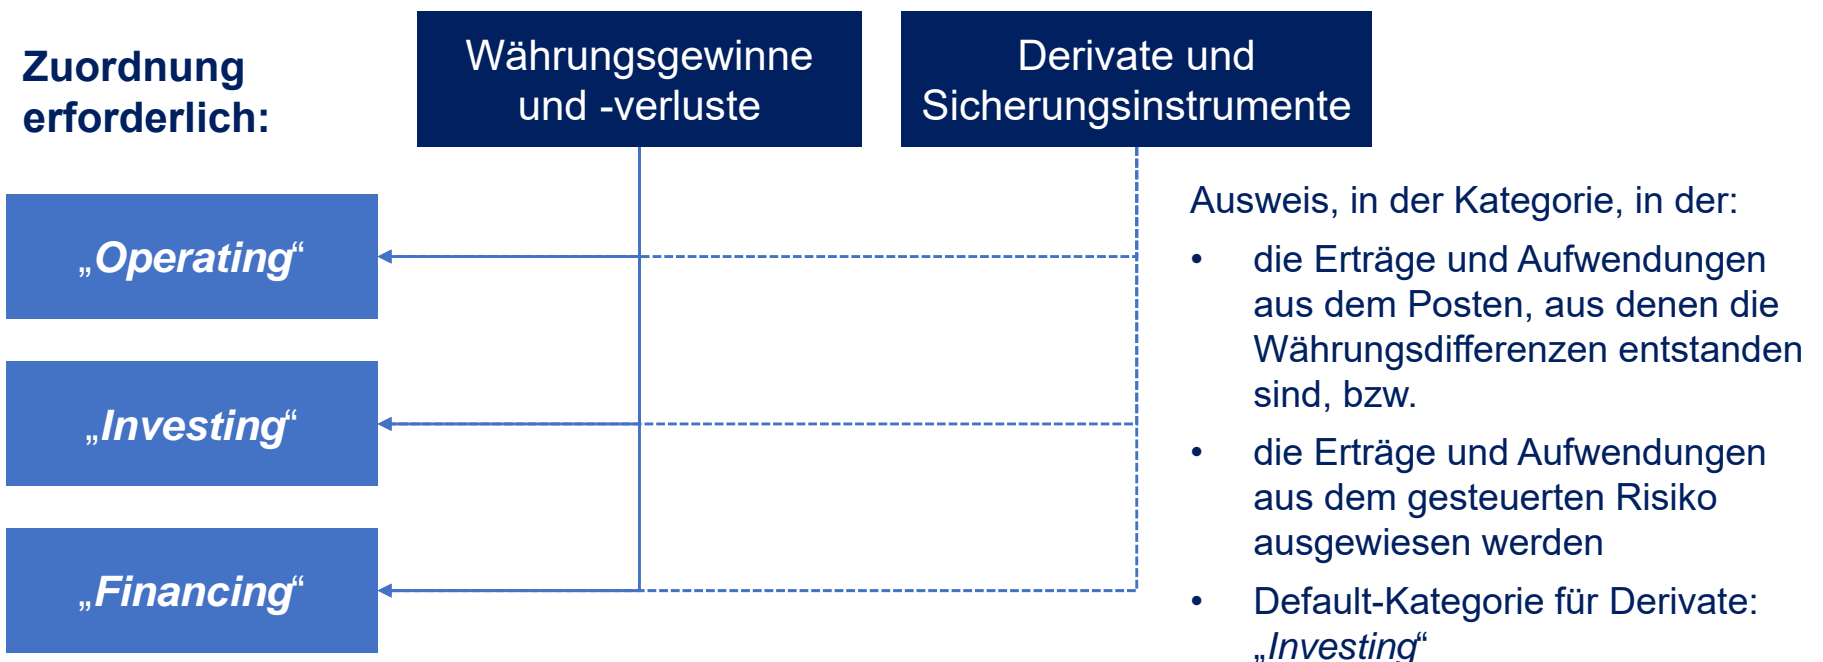 Zuordnung
erforderlich:
Währungsgewinne
und -verluste
Derivate und
Sicherungsinstrumente
„Operating“
„Investing“
„Financing“
Ausweis, in der Kategorie, in der:
• die Erträge und Aufwendungen
aus dem Posten, aus denen die
Währungsdifferenzen entstanden
sind, bzw.
• die Erträge und Aufwendungen
aus dem gesteuerten Risiko
ausgewiesen werden
• Default-Kategorie für Derivate:
„Investing“